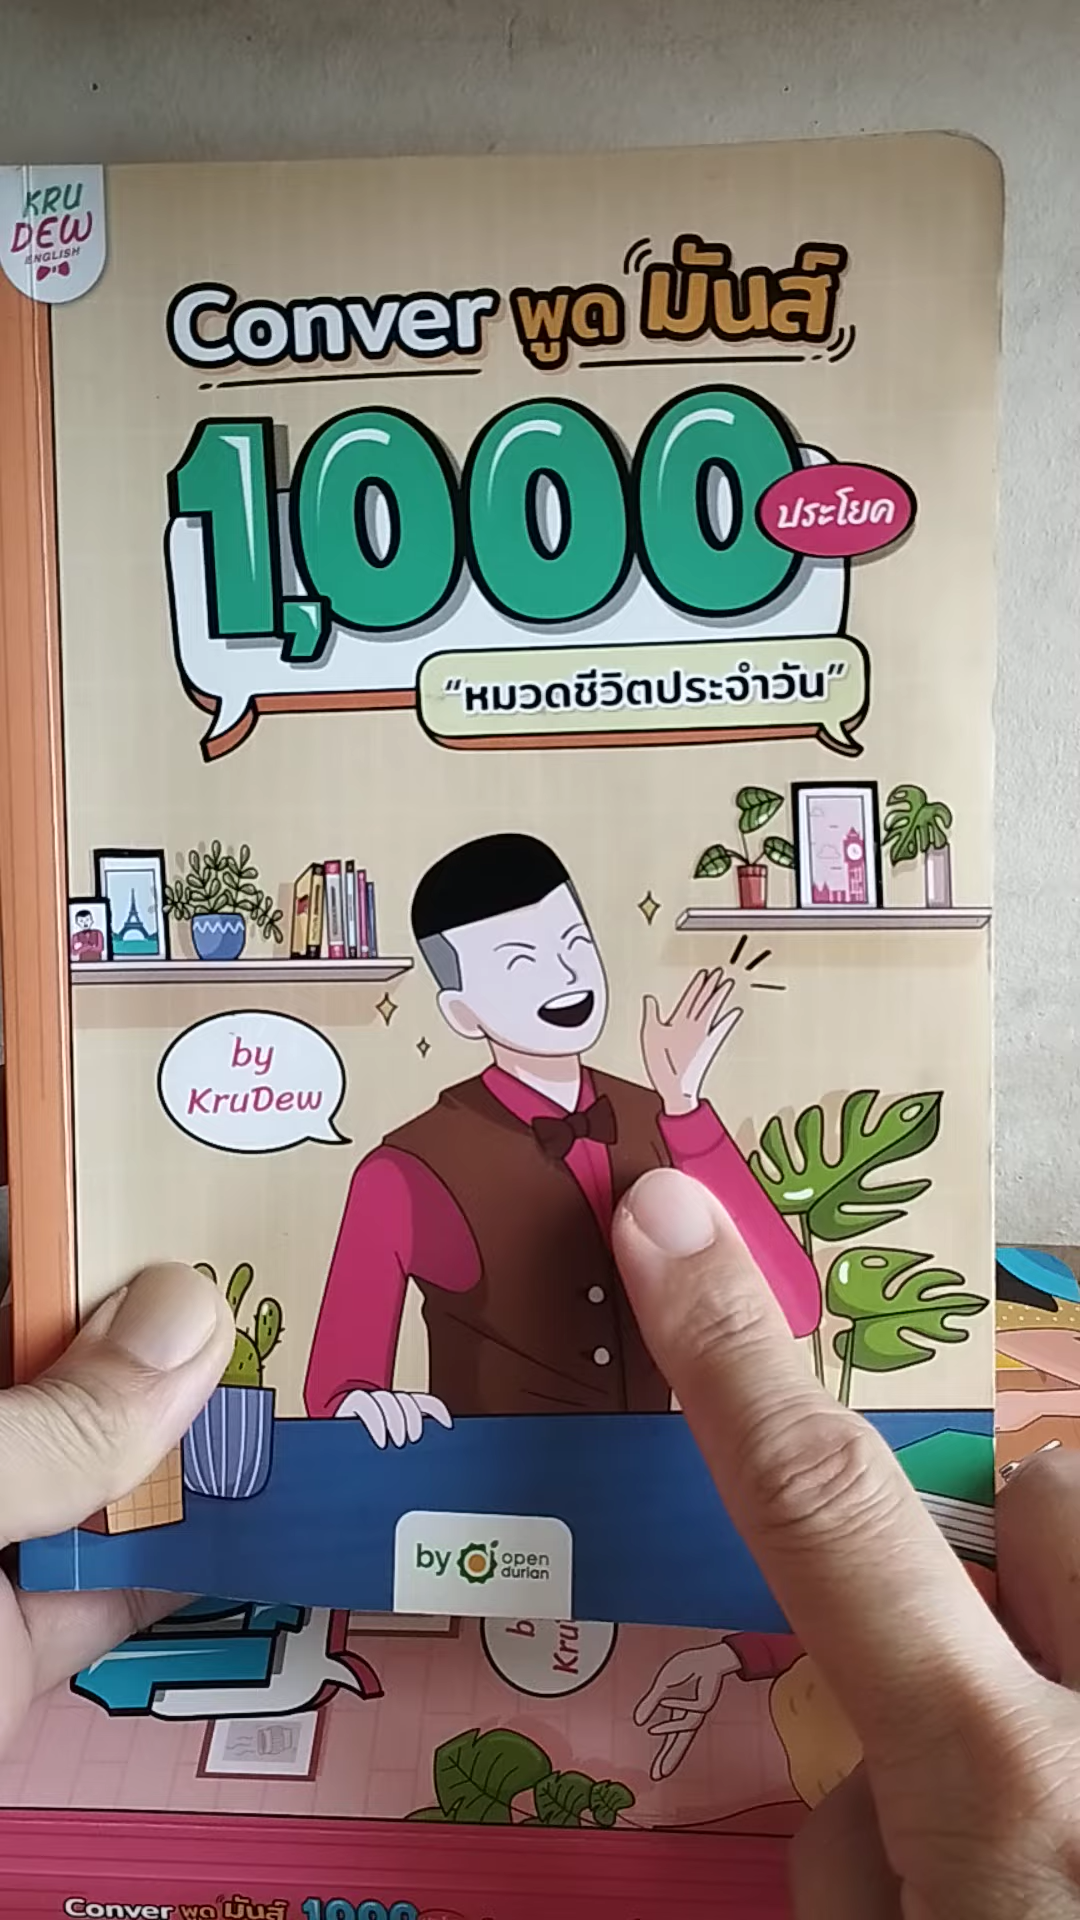 KRU
DEW
ENGLISH
Conver พูด มันส์
1,000
ประโยค
“หมวดชีวิตประจำวัน”
by
KruDew
by open
durian
b
Kru
Conver พูด มันส์ 1000